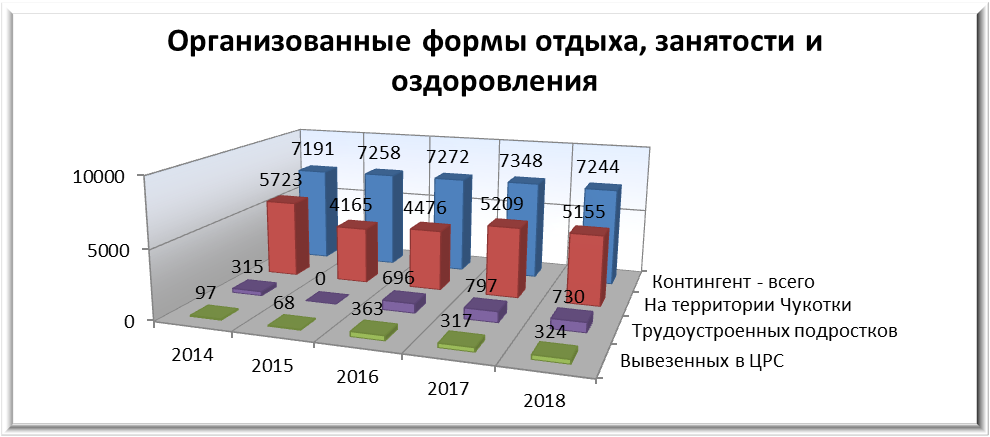 Организованные формы отдыха, занятости и
оздоровления
10000
5000
0
7191 7258 7272 7348 7244
5723 4165 4476 5209 5155
315 0 696 797 730
97 68 363 317 324
2014
2015
2016
2017
2018
Контингент - всего
На территории Чукотки
Трудоустроенных подростков
Вывезенных в ЦРС